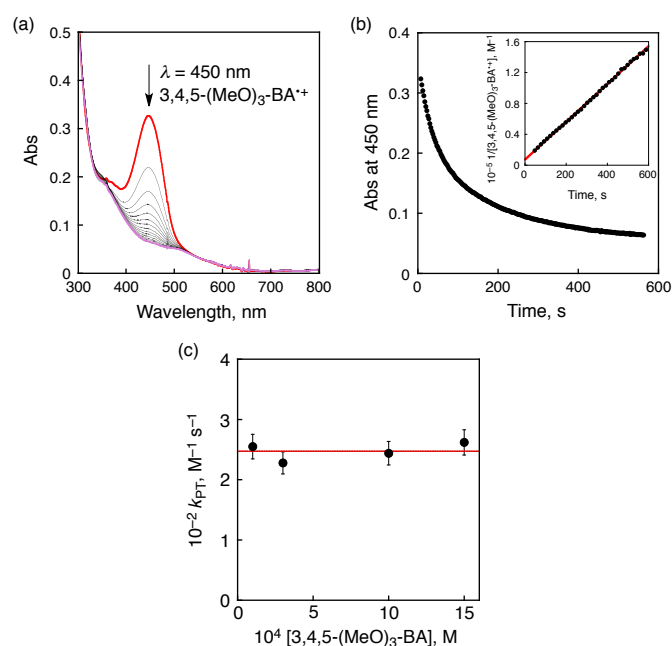 (a)
0.5
0.4
0.3
0.2
0.1
0
Abs
λ = 450 nm
3,4,5-(MeO)₃-BA•⁺
300 400 500 600 700 800
Wavelength, nm
(b)
0.4
0.3
0.2
0.1
0
Abs at 450 nm
0 200 400 600
Time, s
1.6
1.2
0.8
0.4
0
10⁻⁵ 1/[3,4,5-(MeO)₃-BA•⁺], M⁻¹
0 200 400 600
Time, s
(c)
4
3
2
1
0
10⁻² k_PT, M⁻¹ s⁻¹
0 5 10 15
10⁴ [3,4,5-(MeO)₃-BA], M